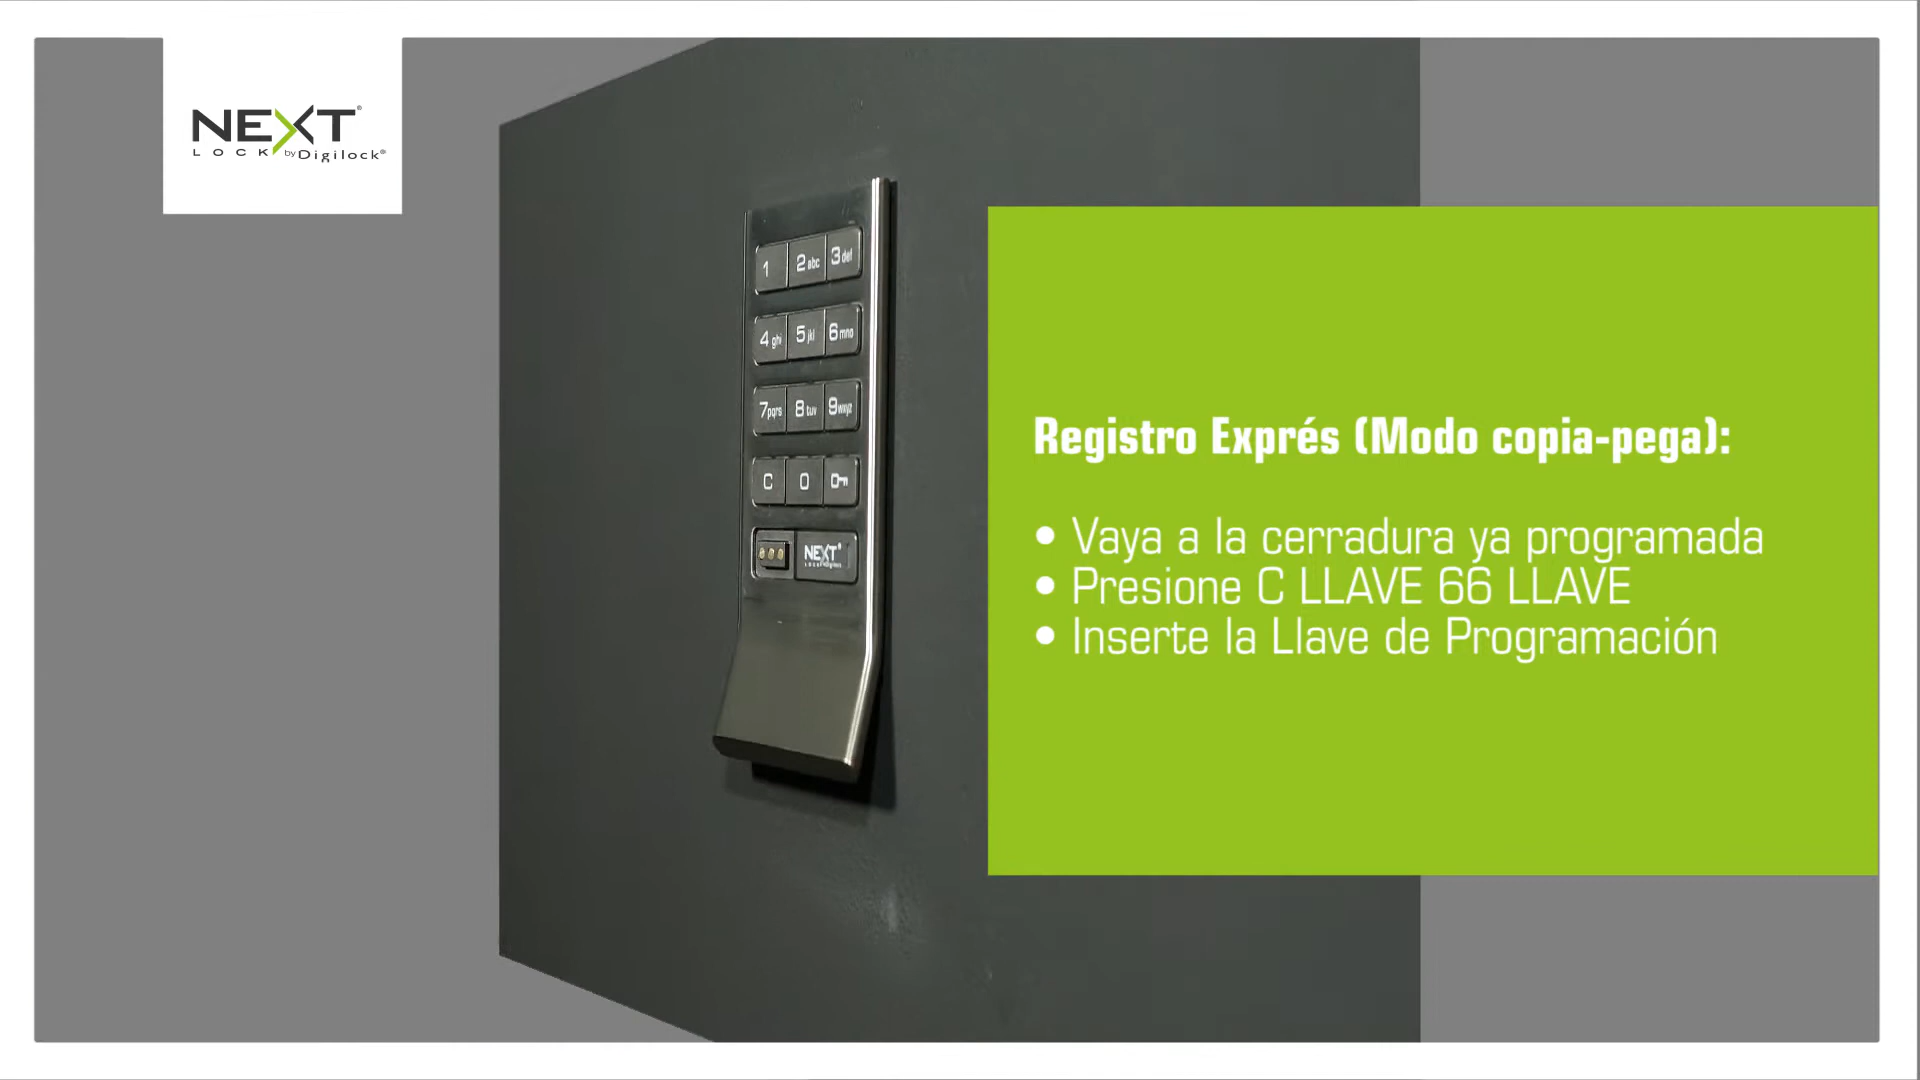 NEXT®
LOCK by Digilock®
1 2 abc 3 def
4 ghi 5 jkl 6 mno
7 pqrs 8 tuv 9 wxyz
C 0
NEXT®
Registro Exprés (Modo copia-pega):
• Vaya a la cerradura ya programada
• Presione C LLAVE 66 LLAVE
• Inserte la Llave de Programación